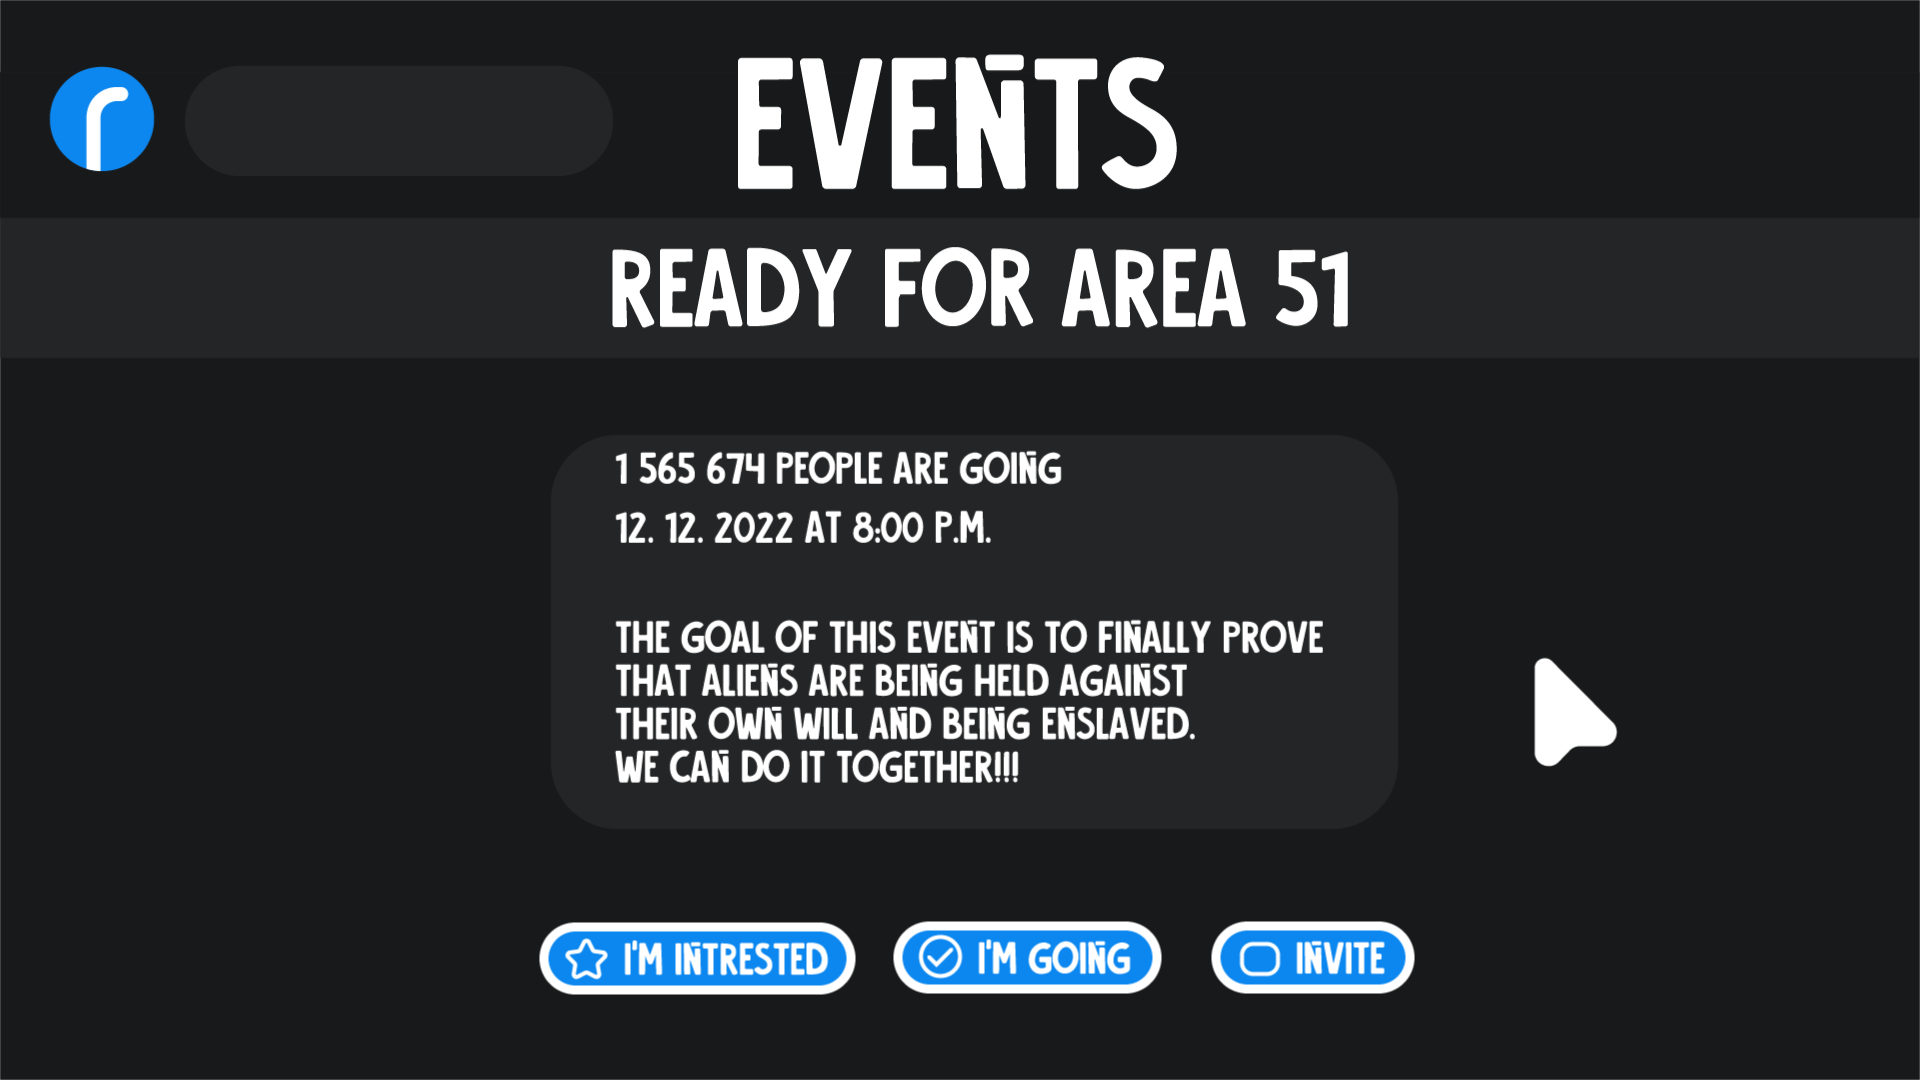 r
EVENTS
READY FOR AREA 51
1 565 674 PEOPLE ARE GOING
12. 12. 2022 AT 8:00 P.M.
THE GOAL OF THIS EVENT IS TO FINALLY PROVE
THAT ALIENS ARE BEING HELD AGAINST
THEIR OWN WILL AND BEING ENSLAVED.
WE CAN DO IT TOGETHER!!!
I'M INTRESTED
I'M GOING
INVITE